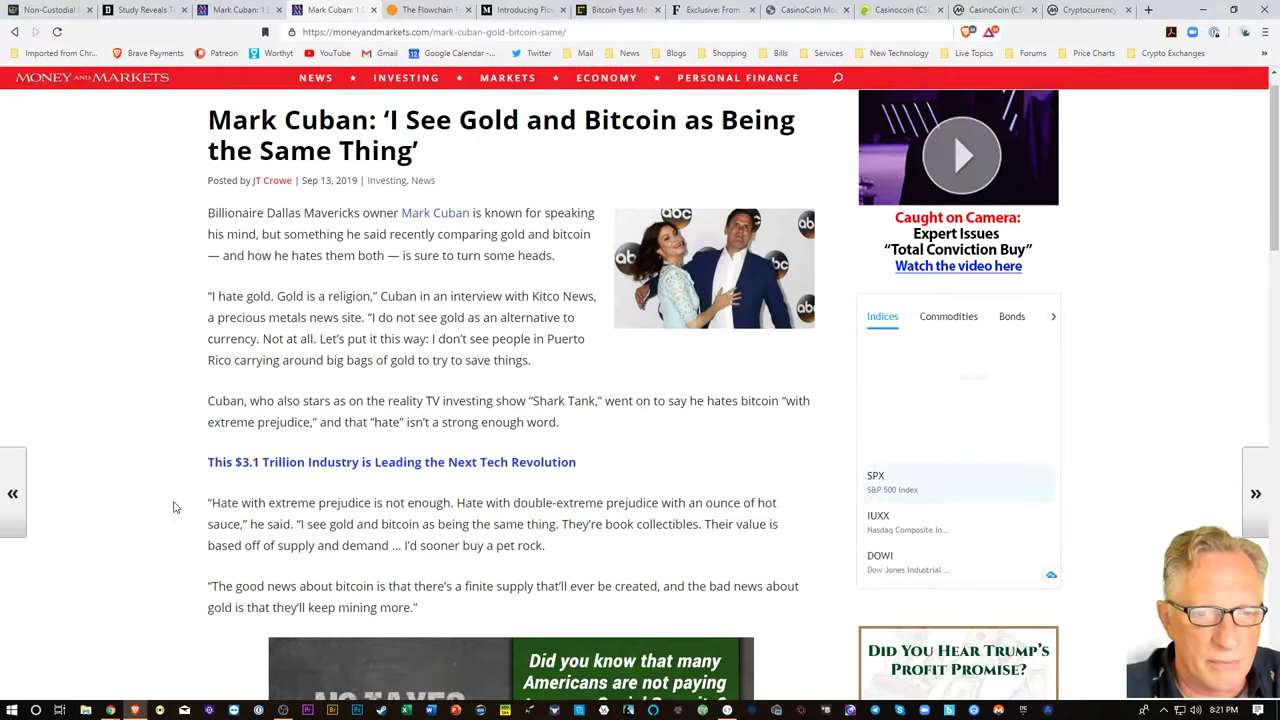 Non-Custodial
Study Reveals T
Mark Cuban: '
Mark Cuban: 'I S
The Flowchain F
Introducing Flow
Bitcoin Eyes Mo
Exclusive: From
CasinoCoin Mo
Casinocoin (CS
CasinoCoin (CSC
Cryptocurrency
https://moneyandmarkets.com/mark-cuban-gold-bitcoin-same/
Imported from Chr...
Brave Payments
Patreon
Wortbet
YouTube
Gmail
Google Calendar -...
Twitter
Mail
News
Blogs
Shopping
Bills
Services
New Technology
Live Streams
Forums
Price Charts
Crypto Exchanges
MONEY AND MARKETS
NEWS ★ INVESTING ★ MARKETS ★ ECONOMY ★ PERSONAL FINANCE
Mark Cuban: ‘I See Gold and Bitcoin as Being
the Same Thing’
Posted by JT Crowe | Sep 13, 2019 | Investing, News
Billionaire Dallas Mavericks owner Mark Cuban is known for speaking
his mind, but something he said recently comparing gold and bitcoin
— and how he hates them both — is sure to turn some heads.
“I hate gold. Gold is a religion,” Cuban in an interview with Kitco News,
a precious metals news site. “I do not see gold as an alternative to
currency. Not at all. Let’s put it this way: I don’t see people in Puerto
Rico carrying around big bags of gold to try to save things.
Cuban, who also stars as on the reality TV investing show “Shark Tank,” went on to say he hates bitcoin “with
extreme prejudice,” and that “hate” isn’t a strong enough word.
This $3.1 Trillion Industry is Leading the Next Tech Revolution
“Hate with extreme prejudice is not enough. Hate with double-extreme prejudice with an ounce of hot
sauce,” he said. “I see gold and bitcoin as being the same thing. They’re book collectibles. Their value is
based off of supply and demand … I’d sooner buy a pet rock.
“The good news about bitcoin is that there’s a finite supply that’ll ever be created, and the bad news about
gold is that they’ll keep mining more.”
abc
abc
Did you know that many
Americans are not paying
NO TAXES
Caught on Camera:
Expert Issues
“Total Conviction Buy”
Watch the video here
Indices
Commodities
Bonds
SPX
S&P 500 Index
IUXX
Nasdaq Composite In...
DOWI
Dow Jones Industrial ...
DID YOU HEAR TRUMP’S
PROFIT PROMISE?
8:21 PM